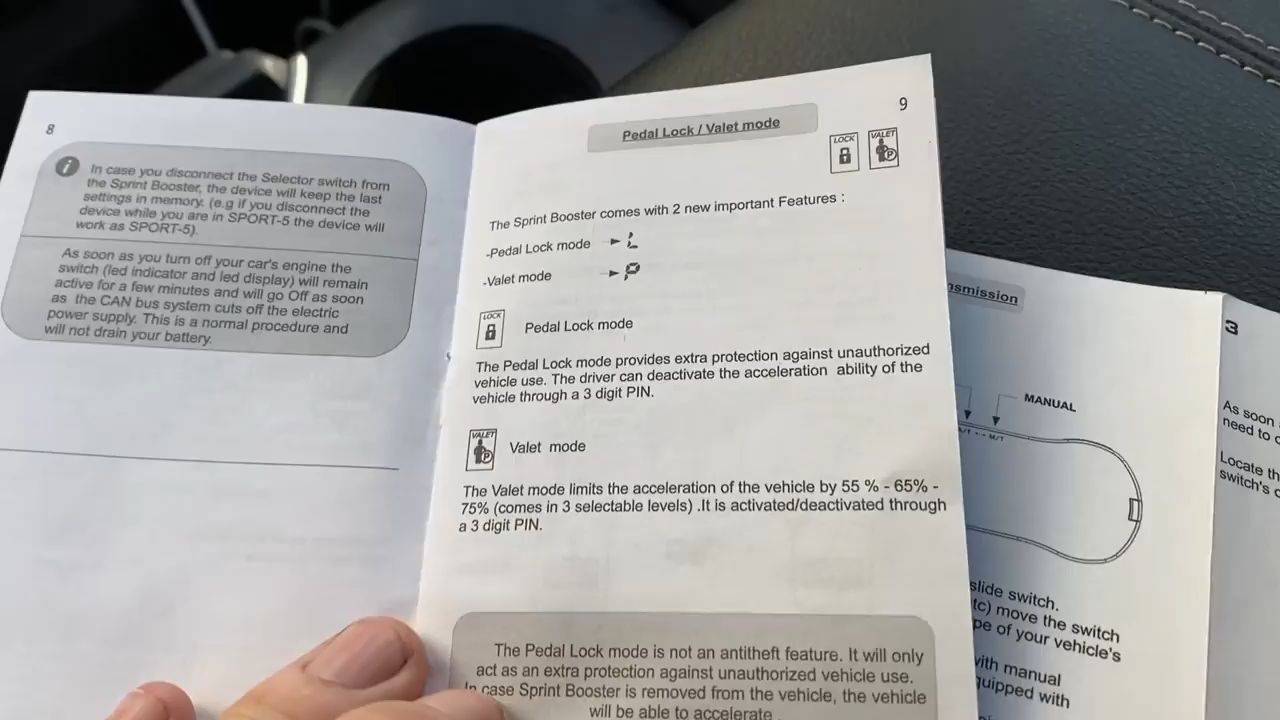 8
In case you disconnect the Selector switch from
the Sprint Booster, the device will keep the last
settings in memory. (e.g if you disconnect the
device while you are in SPORT-5 the device will
work as SPORT-5).
As soon as you turn off your car's engine the
switch (led indicator and led display) will remain
active for a few minutes and will go Off as soon
as the CAN bus system cuts off the electric
power supply. This is a normal procedure and
will not drain your battery.
9
Pedal Lock / Valet mode
LOCK VALET
P
The Sprint Booster comes with 2 new important Features :
-Pedal Lock mode ► L
-Valet mode ► P
LOCK
Pedal Lock mode
The Pedal Lock mode provides extra protection against unauthorized
vehicle use. The driver can deactivate the acceleration ability of the
vehicle through a 3 digit PIN.
VALET
P
Valet mode
The Valet mode limits the acceleration of the vehicle by 55 % - 65% -
75% (comes in 3 selectable levels) .It is activated/deactivated through
a 3 digit PIN.
The Pedal Lock mode is not an antitheft feature. It will only
act as an extra protection against unauthorized vehicle use.
In case Sprint Booster is removed from the vehicle, the vehicle
will be able to accelerate
nsmission
MANUAL
M/T
slide switch.
tc) move the switch
pe of your vehicle's
with manual
quipped with
3
As soon
need to
Locate th
switch's